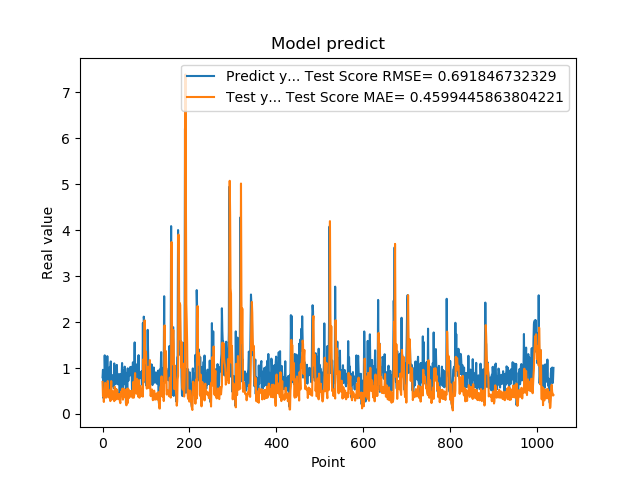 Model predict
Predict y... Test Score RMSE= 0.691846732329
Test y... Test Score MAE= 0.4599445863804221
Real value
7
6
5
4
3
2
1
0
0 200 400 600 800 1000
Point